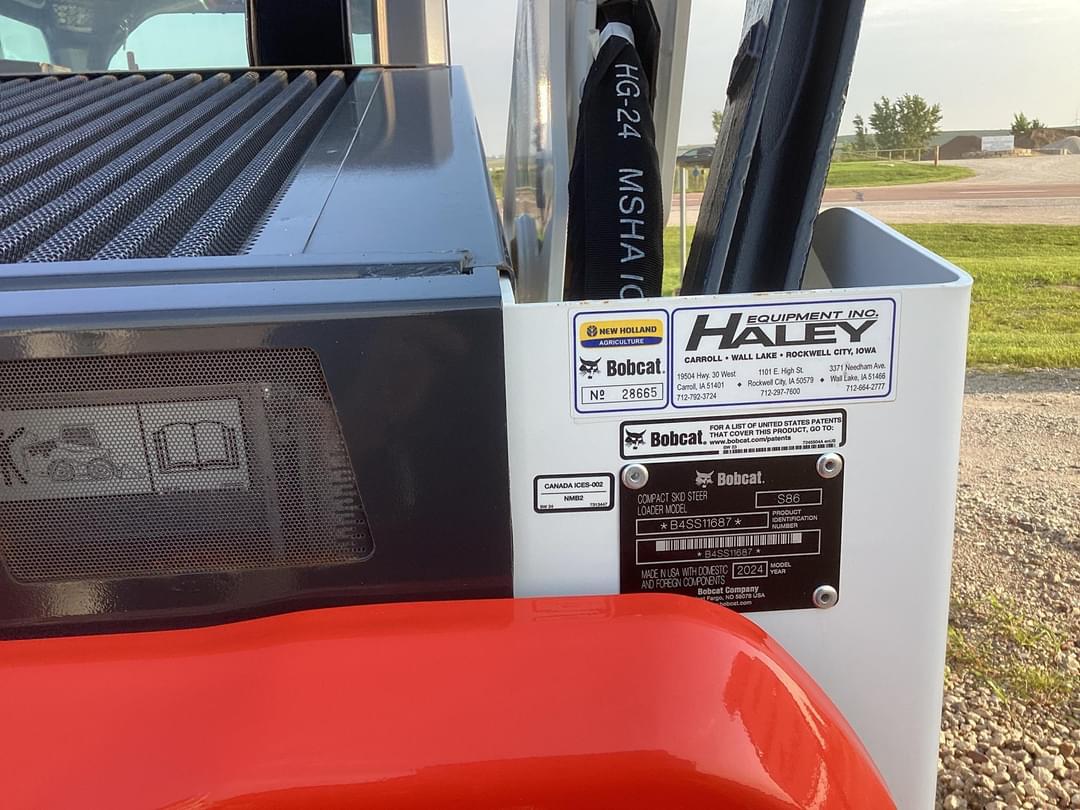 HG-24 MSHA IC
NEW HOLLAND
AGRICULTURE
Bobcat.
Nº 28665
HALEY
EQUIPMENT INC.
CARROLL • WALL LAKE • ROCKWELL CITY, IOWA
19504 Hwy. 30 West
Carroll, IA 51401
712-792-3724
1101 E. High St.
Rockwell City, IA 50579
712-297-7600
3371 Needham Ave.
Wall Lake, IA 51466
712-664-2777
Bobcat.
FOR A LIST OF UNITED STATES PATENTS
THAT COVER THIS PRODUCT, GO TO:
www.bobcat.com/patents
CANADA ICES-002
NMB2
Bobcat.
COMPACT SKID STEER
LOADER MODEL
S86
*B4SS11687*
PRODUCT
IDENTIFICATION
NUMBER
*B4SS11687*
MADE IN USA WITH DOMESTIC
AND FOREIGN COMPONENTS
2024
MODEL
YEAR
Bobcat Company
Fargo, ND 58078 USA
bobcat.com
K